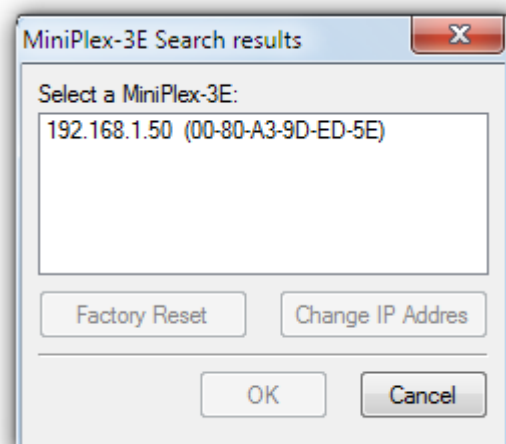 MiniPlex-3E Search results
Select a MiniPlex-3E:
192.168.1.50 (00-80-A3-9D-ED-5E)
Factory Reset Change IP Addres
OK Cancel